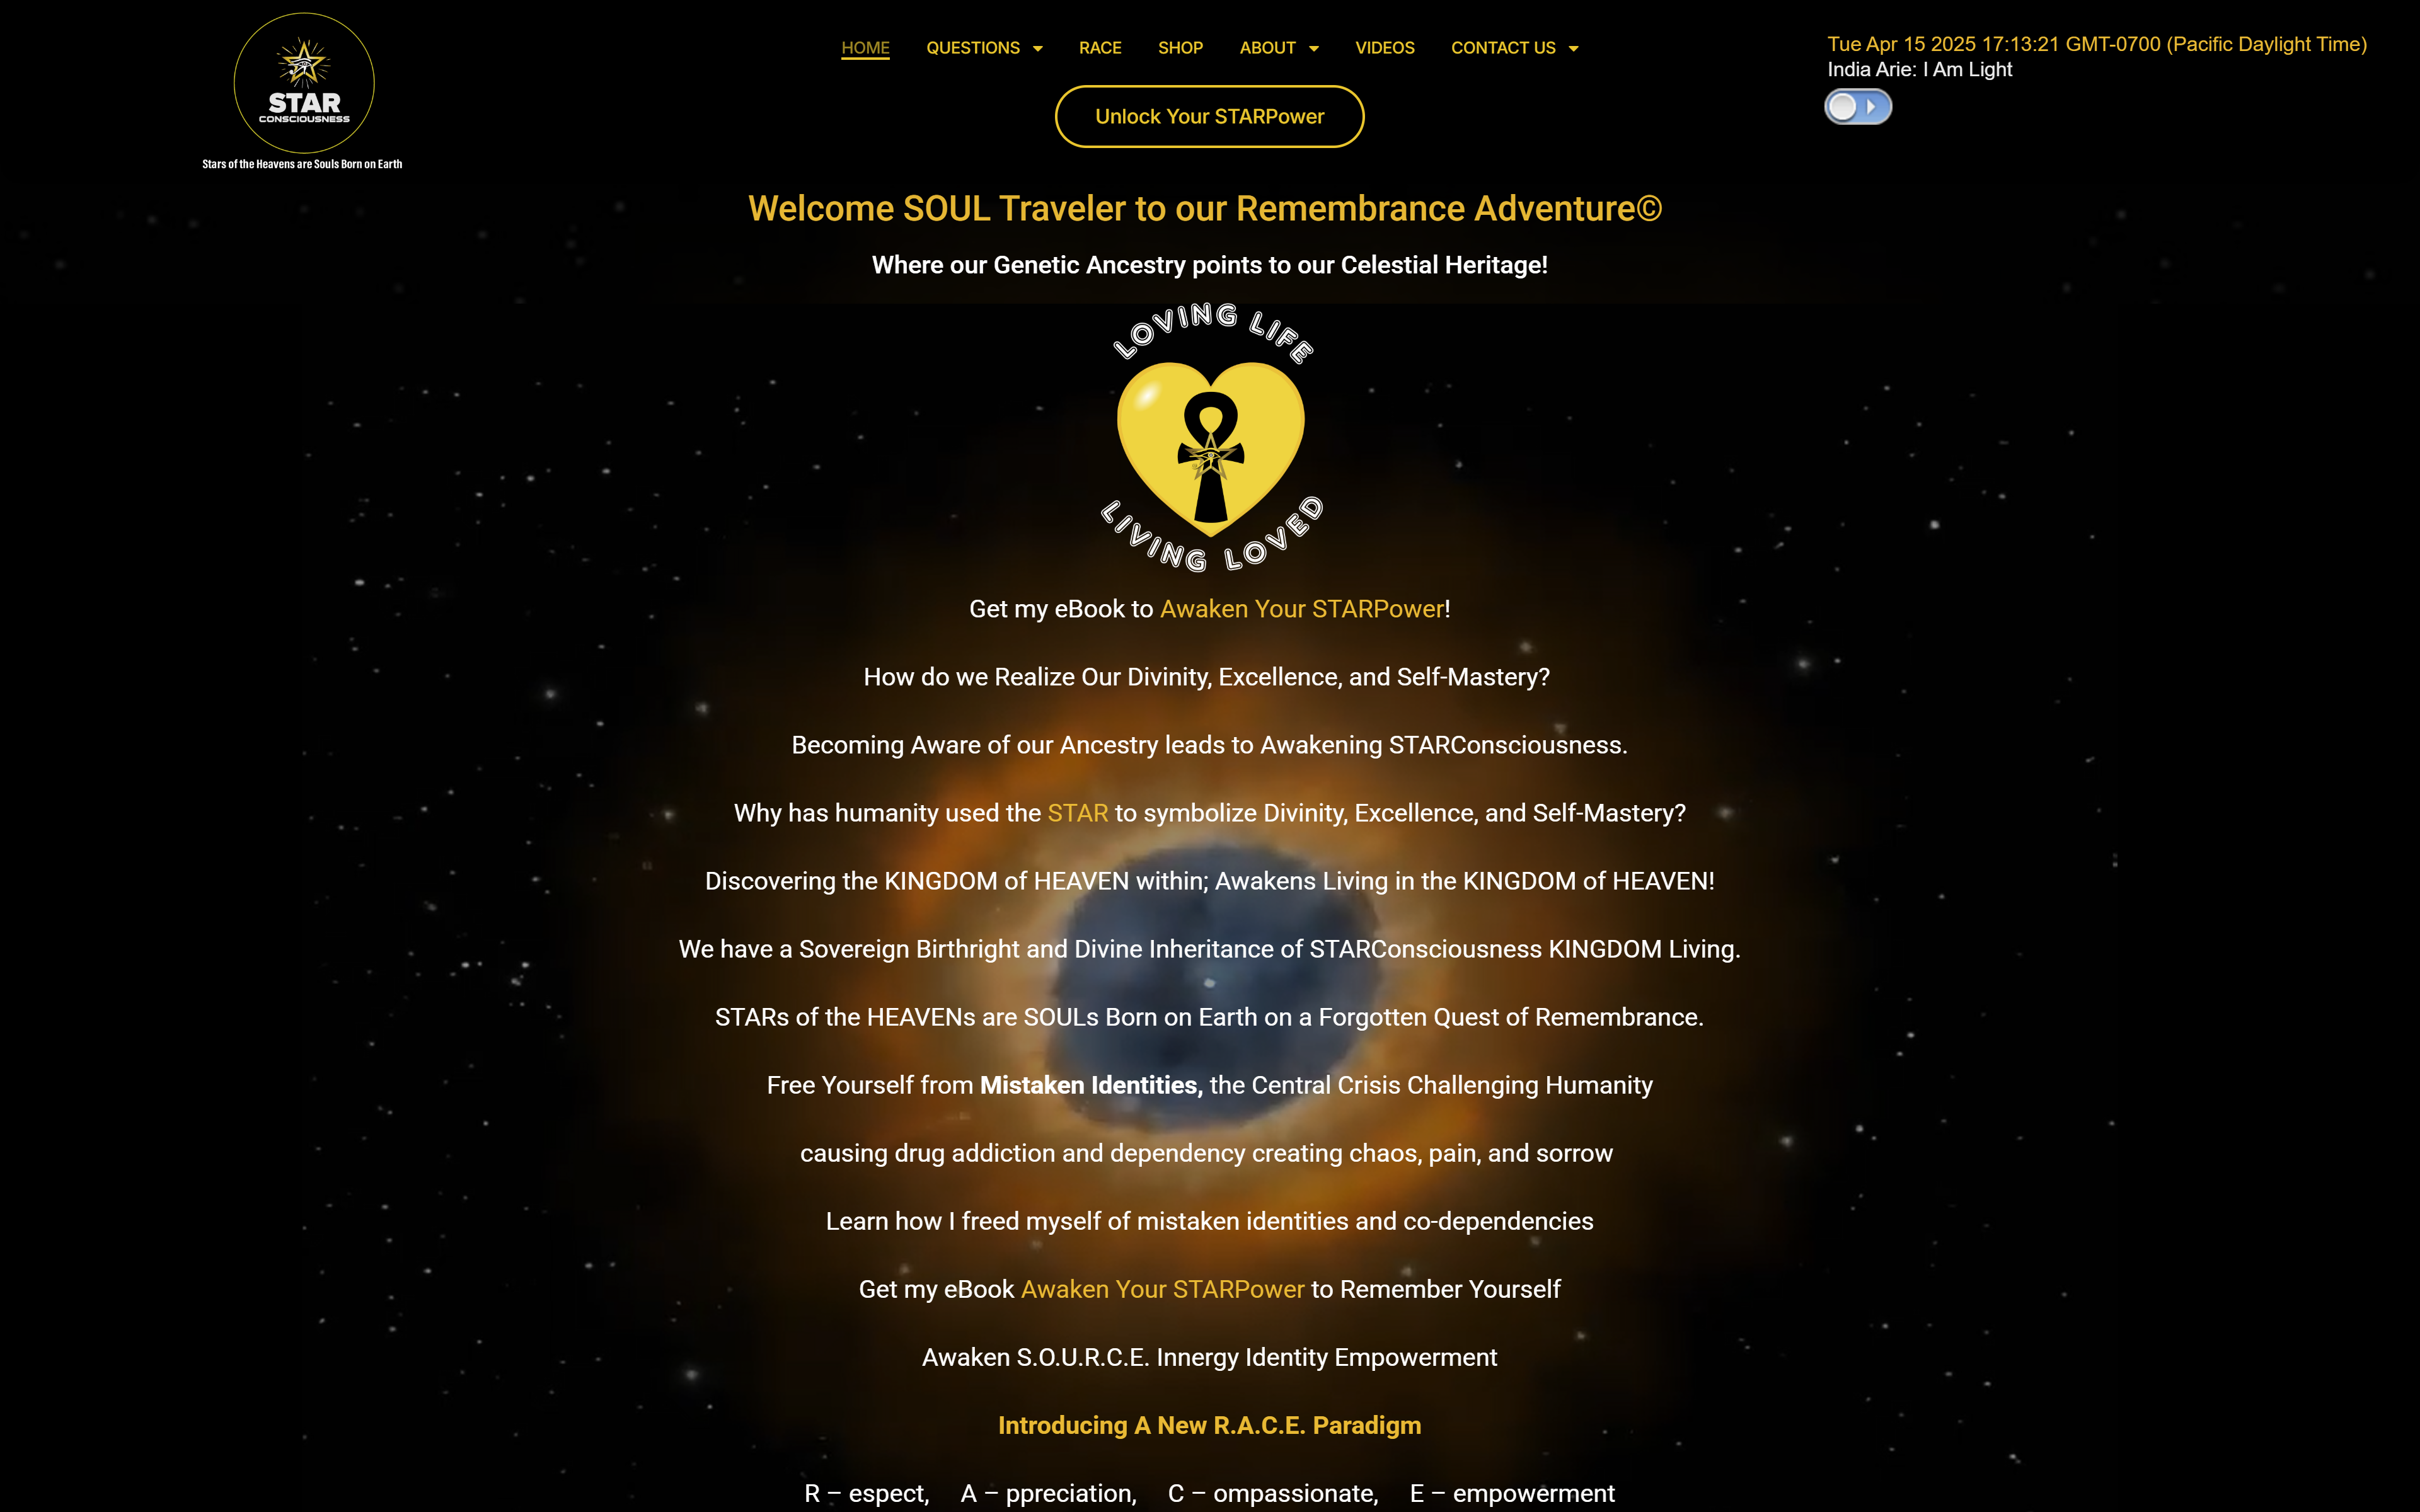 STAR
CONSCIOUSNESS
Stars of the Heavens are Souls Born on Earth
HOME QUESTIONS RACE SHOP ABOUT VIDEOS CONTACT US
Unlock Your STARPower
Tue Apr 15 2025 17:13:21 GMT-0700 (Pacific Daylight Time)
India Arie: I Am Light
Welcome SOUL Traveler to our Remembrance Adventure©
Where our Genetic Ancestry points to our Celestial Heritage!
LOVING LIFE
LIVING LOVED
Get my eBook to Awaken Your STARPower!
How do we Realize Our Divinity, Excellence, and Self-Mastery?
Becoming Aware of our Ancestry leads to Awakening STARConsciousness.
Why has humanity used the STAR to symbolize Divinity, Excellence, and Self-Mastery?
Discovering the KINGDOM of HEAVEN within; Awakens Living in the KINGDOM of HEAVEN!
We have a Sovereign Birthright and Divine Inheritance of STARConsciousness KINGDOM Living.
STARs of the HEAVENs are SOULs Born on Earth on a Forgotten Quest of Remembrance.
Free Yourself from Mistaken Identities, the Central Crisis Challenging Humanity
causing drug addiction and dependency creating chaos, pain, and sorrow
Learn how I freed myself of mistaken identities and co-dependencies
Get my eBook Awaken Your STARPower to Remember Yourself
Awaken S.O.U.R.C.E. Innergy Identity Empowerment
Introducing A New R.A.C.E. Paradigm
R – espect, A – ppreciation, C – ompassionate, E – empowerment